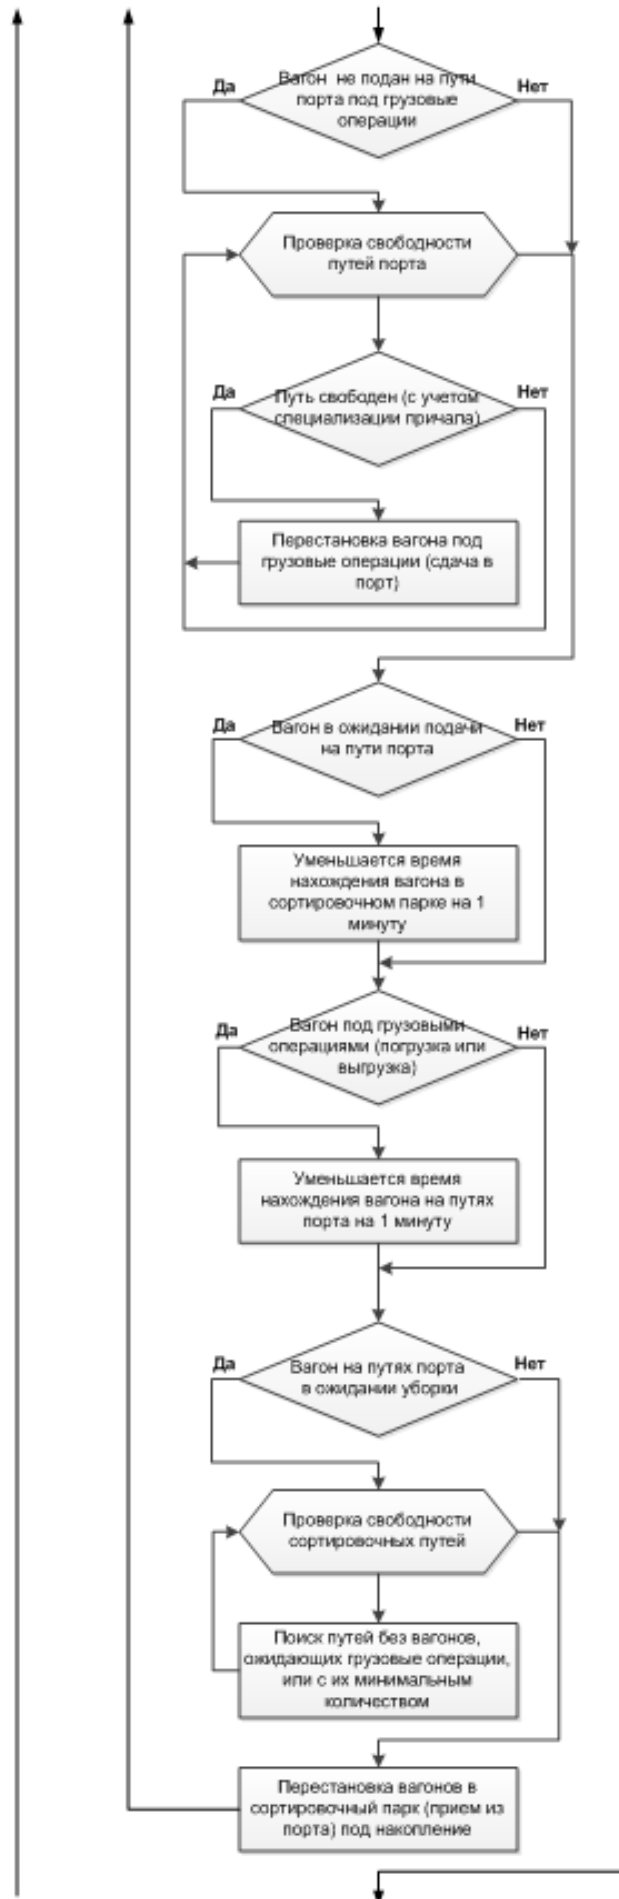 Вагон не подан на пути
порта под грузовые
операции
Да
Нет
Проверка свободности
путей порта
Да
Нет
Путь свободен (с учетом
специализации причала)
Перестановка вагона под
грузовые операции (сдача в
порт)
Да
Нет
Вагон в ожидании подачи
на пути порта
Уменьшается время
нахождения вагона в
сортировочном парке на 1
минуту
Да
Нет
Вагон под грузовыми
операциями (погрузка или
выгрузка)
Уменьшается время
нахождения вагона на путях
порта на 1 минуту
Да
Нет
Вагон на путях порта
в ожидании уборки
Проверка свободности
сортировочных путей
Поиск путей без вагонов,
ожидающих грузовые операции,
или с их минимальным
количеством
Перестановка вагонов в
сортировочный парк (прием из
порта) под накопление